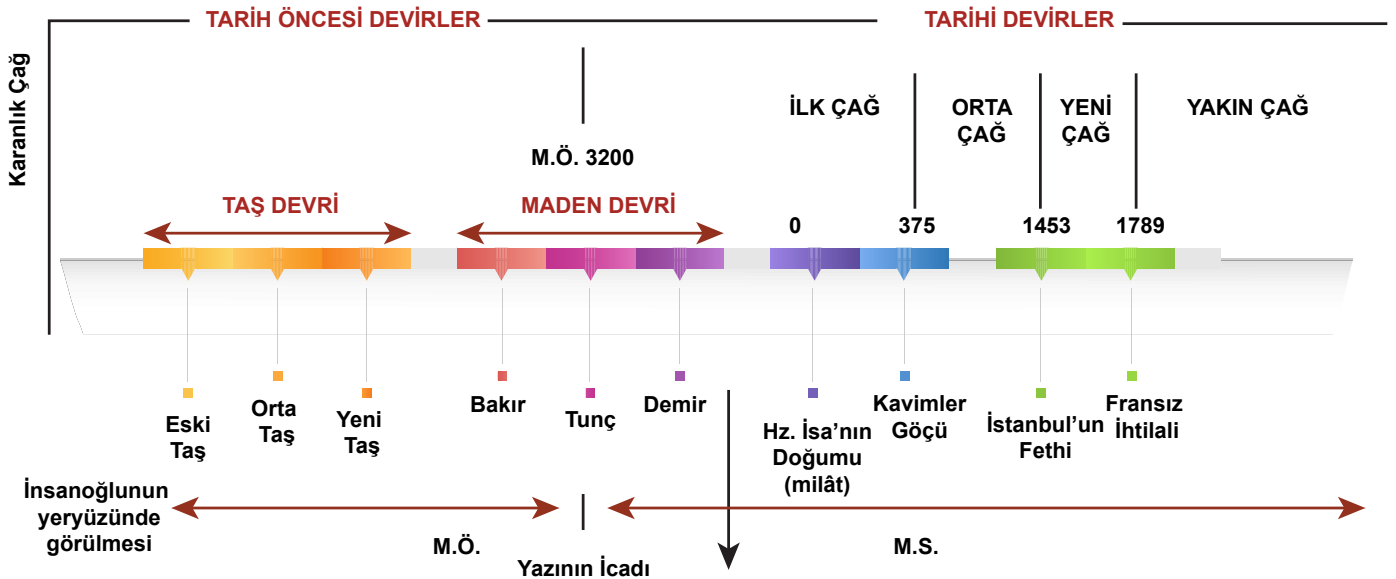 TARİH ÖNCESİ DEVİRLER
TARİHİ DEVİRLER
Karanlık Çağ
İLK ÇAĞ
ORTA
ÇAĞ
YENİ
ÇAĞ
YAKIN ÇAĞ
M.Ö. 3200
TAŞ DEVRİ
MADEN DEVRİ
0
375
1453
1789
Eski
Taş
Orta
Taş
Yeni
Taş
Bakır
Tunç
Demir
Hz. İsa’nın
Doğumu
(milât)
Kavimler
Göçü
İstanbul’un
Fethi
Fransız
İhtilali
İnsanoğlunun
yeryüzünde
görülmesi
M.Ö.
Yazının İcadı
M.S.